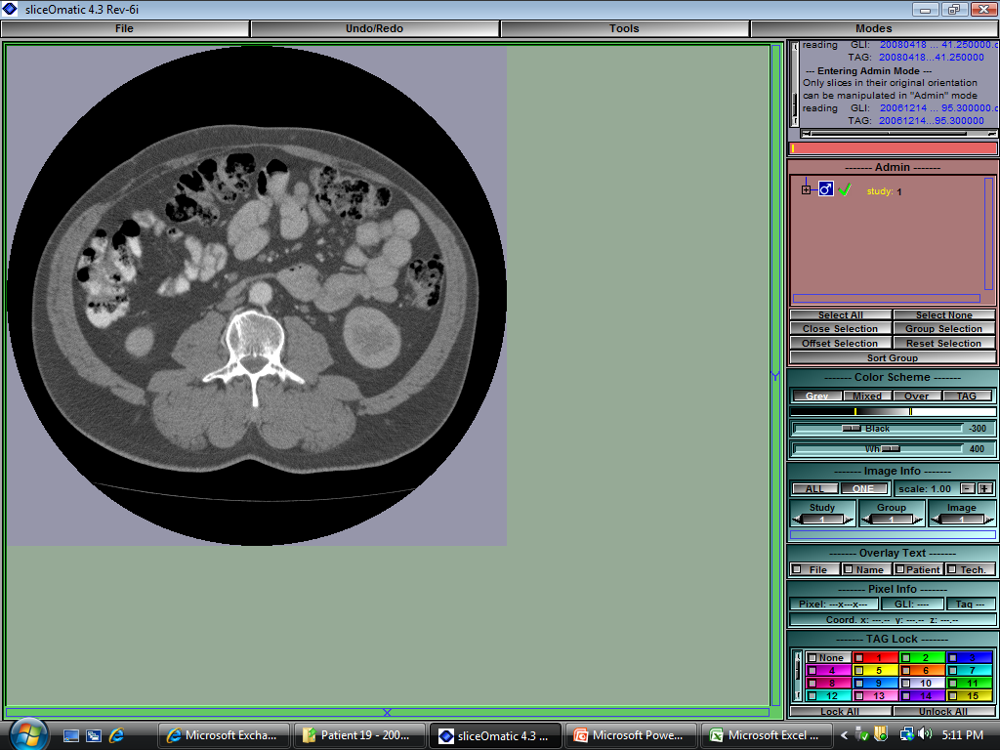 sliceOmatic 4.3 Rev-6i
File Undo/Redo Tools Modes
reading GLI: 20080418 ... 41.250000.c
TAG: 20080418...41.250000
--- Entering Admin Mode ---
Only slices in their original orientation
can be manipulated in "Admin" mode
reading GLI: 20061214 ... 95.300000.c
TAG: 20061214...95.300000
------- Admin -------
study: 1
Select All Select None
Close Selection Group Selection
Offset Selection Reset Selection
Sort Group
------- Color Scheme -------
Grey Mixed Over TAG
Black -300
Wh 400
------- Image Info -------
ALL ONE scale: 1.00 - +
Study Group Image
1 1 1
------- Overlay Text -------
File Name Patient Tech.
------- Pixel Info -------
Pixel: ---x---x--- GLI: ---- Tag ---
Coord. x: ---.-- y: ---.-- z: ---.--
------- TAG Lock -------
None 1 2 3
4 5 6 7
8 9 10 11
12 13 14 15
Lock All Unlock All
Y
X
Microsoft Excha... Patient 19 - 200... sliceOmatic 4.3 ... Microsoft Powe... Microsoft Excel ... 5:11 PM